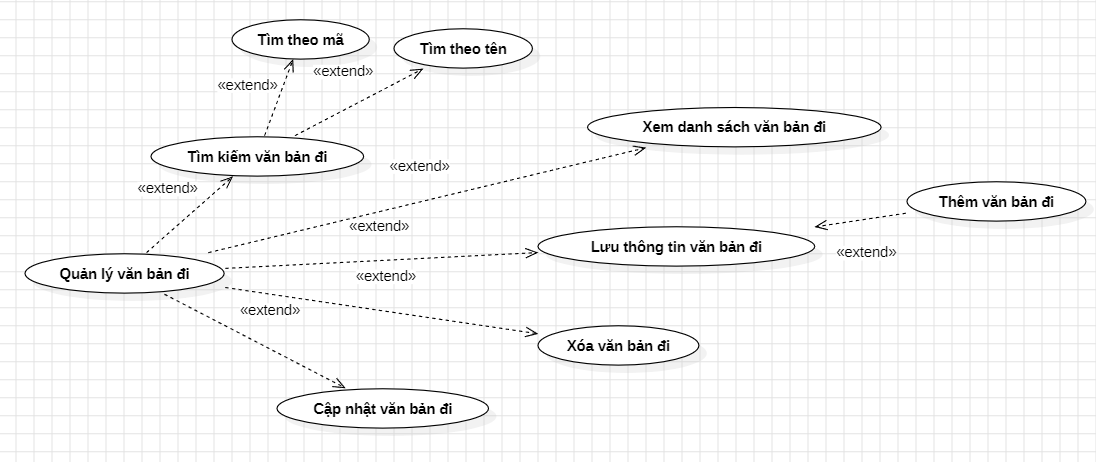 Tìm theo mã
Tìm theo tên
«extend»
«extend»
Xem danh sách văn bản đi
Tìm kiếm văn bản đi
«extend»
«extend»
Thêm văn bản đi
«extend»
Lưu thông tin văn bản đi
«extend»
Quản lý văn bản đi
«extend»
«extend»
Xóa văn bản đi
Cập nhật văn bản đi